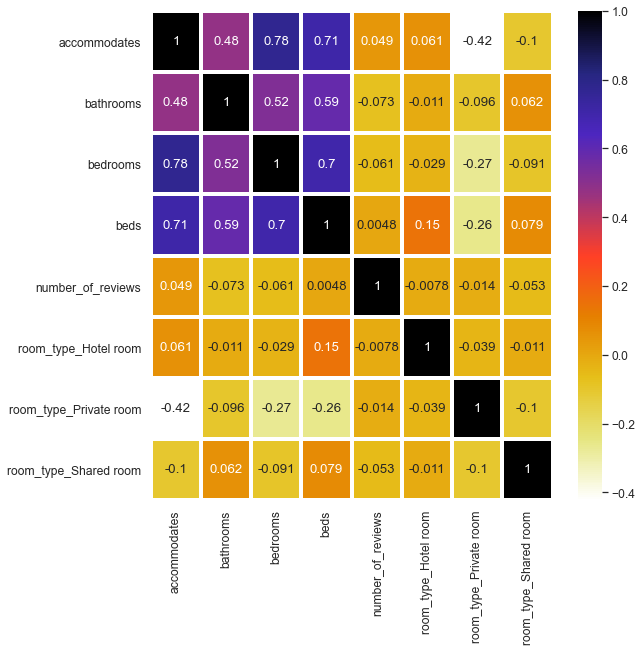 accommodates 1 0.48 0.78 0.71 0.049 0.061 -0.42 -0.1
bathrooms 0.48 1 0.52 0.59 -0.073 -0.011 -0.096 0.062
bedrooms 0.78 0.52 1 0.7 -0.061 -0.029 -0.27 -0.091
beds 0.71 0.59 0.7 1 0.0048 0.15 -0.26 0.079
number_of_reviews 0.049 -0.073 -0.061 0.0048 1 -0.0078 -0.014 -0.053
room_type_Hotel room 0.061 -0.011 -0.029 0.15 -0.0078 1 -0.039 -0.011
room_type_Private room -0.42 -0.096 -0.27 -0.26 -0.014 -0.039 1 -0.1
room_type_Shared room -0.1 0.062 -0.091 0.079 -0.053 -0.011 -0.1 1
accommodates
bathrooms
bedrooms
beds
number_of_reviews
room_type_Hotel room
room_type_Private room
room_type_Shared room
1.0
0.8
0.6
0.4
0.2
0.0
-0.2
-0.4